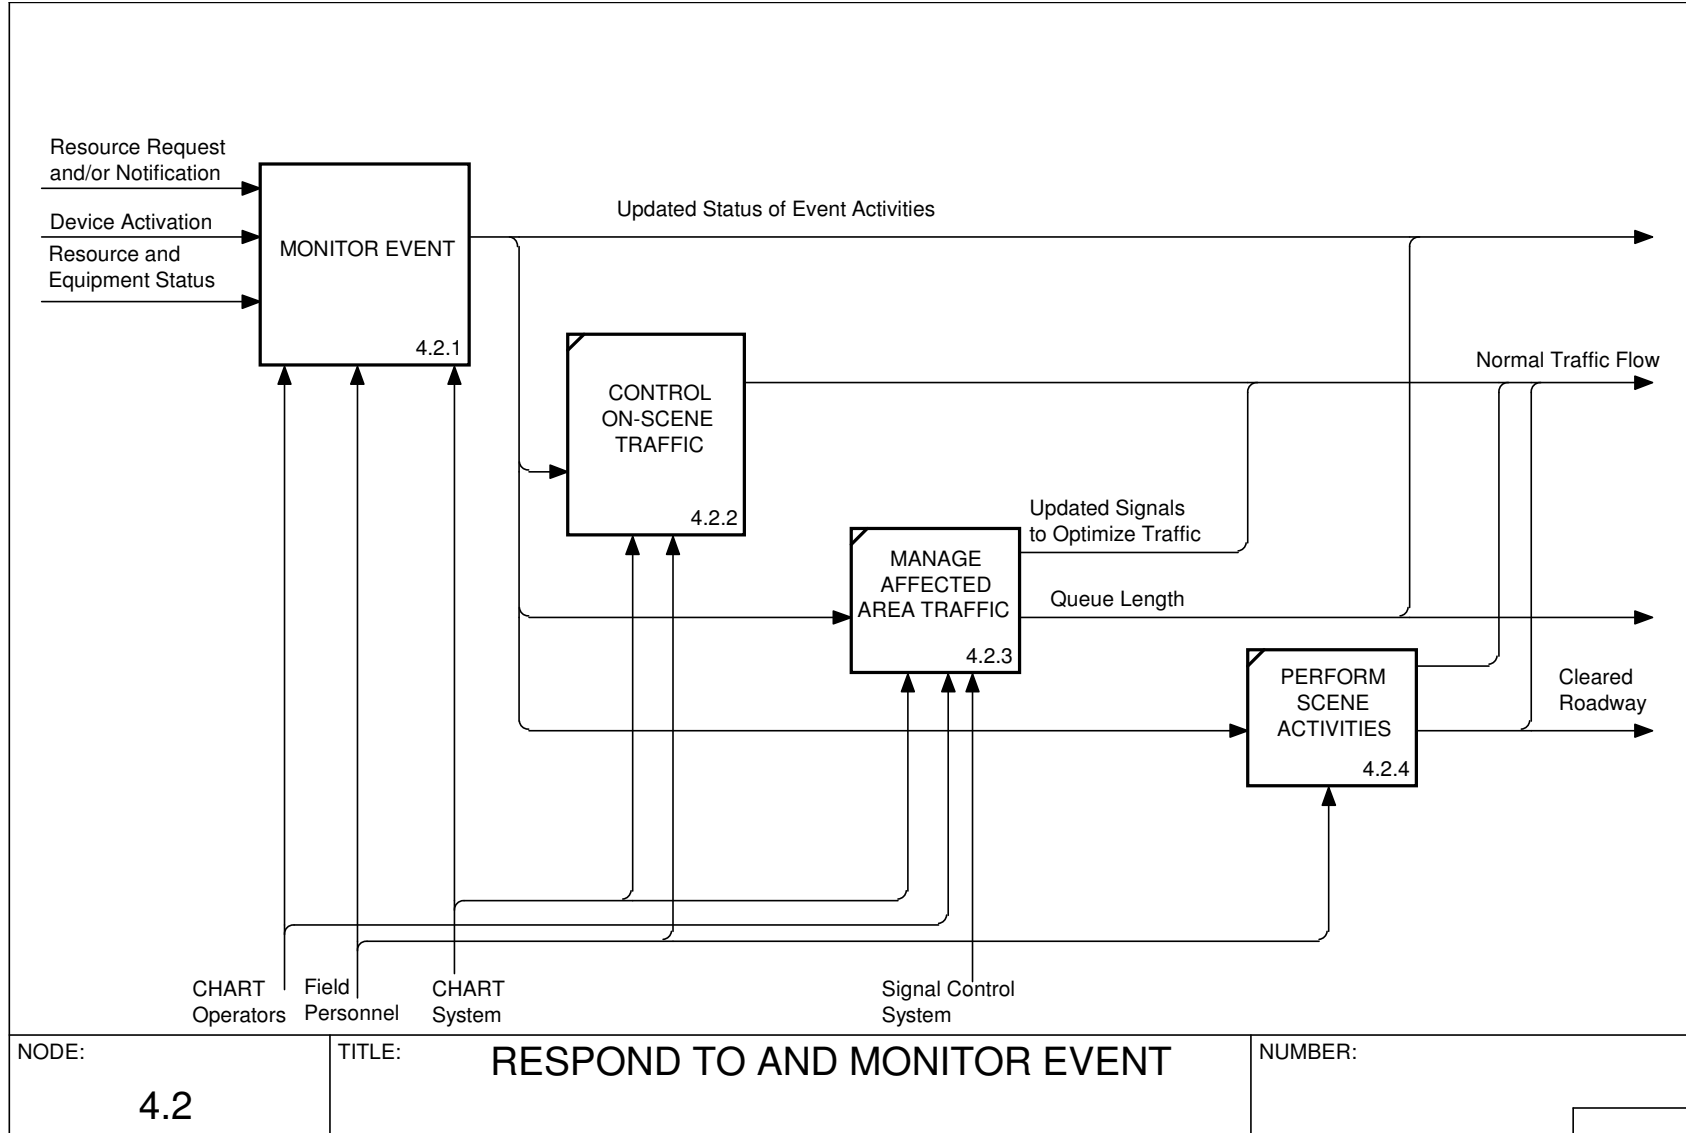 Resource Request
and/or Notification
Device Activation
Resource and
Equipment Status
MONITOR EVENT
4.2.1
Updated Status of Event Activities
CONTROL
ON-SCENE
TRAFFIC
4.2.2
Normal Traffic Flow
Updated Signals
to Optimize Traffic
MANAGE
AFFECTED
AREA TRAFFIC
4.2.3
Queue Length
PERFORM
SCENE
ACTIVITIES
4.2.4
Cleared
Roadway
CHART
Operators
Field
Personnel
CHART
System
Signal Control
System
NODE:
4.2
TITLE:
RESPOND TO AND MONITOR EVENT
NUMBER: